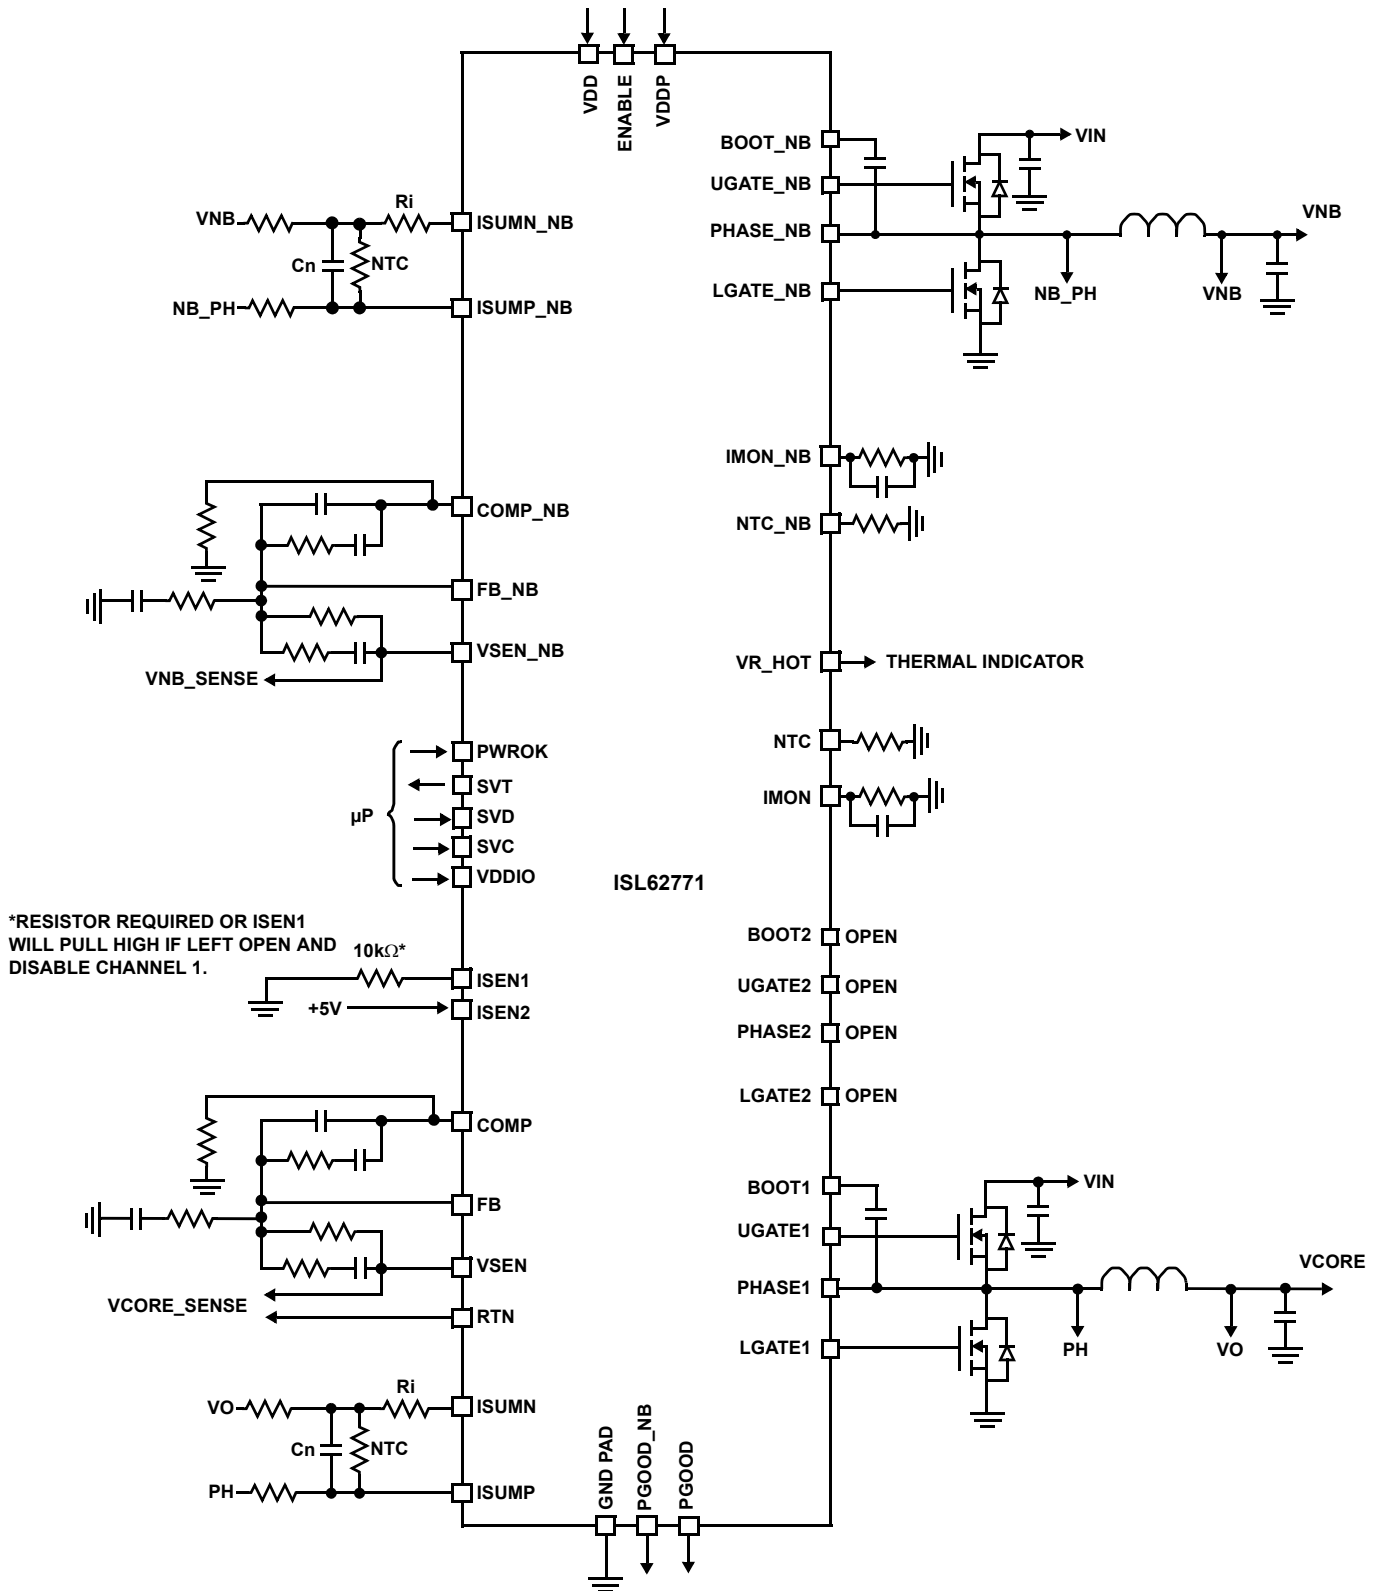 VDD
ENABLE
VDDP
BOOT_NB
VIN
UGATE_NB
Ri
VNB
ISUMN_NB
PHASE_NB
VNB
Cn
NTC
LGATE_NB
NB_PH
VNB
NB_PH
ISUMP_NB
IMON_NB
COMP_NB
NTC_NB
FB_NB
VSEN_NB
VR_HOT
THERMAL INDICATOR
VNB_SENSE
PWROK
NTC
SVT
IMON
µP
SVD
SVC
VDDIO
ISL62771
*RESISTOR REQUIRED OR ISEN1
WILL PULL HIGH IF LEFT OPEN AND
DISABLE CHANNEL 1.
10kΩ*
BOOT2
OPEN
ISEN1
UGATE2
OPEN
+5V
ISEN2
PHASE2
OPEN
LGATE2
OPEN
COMP
BOOT1
VIN
FB
UGATE1
VSEN
VCORE
PHASE1
VCORE_SENSE
RTN
LGATE1
PH
VO
Ri
VO
ISUMN
Cn
NTC
PH
ISUMP
GND PAD
PGOOD_NB
PGOOD